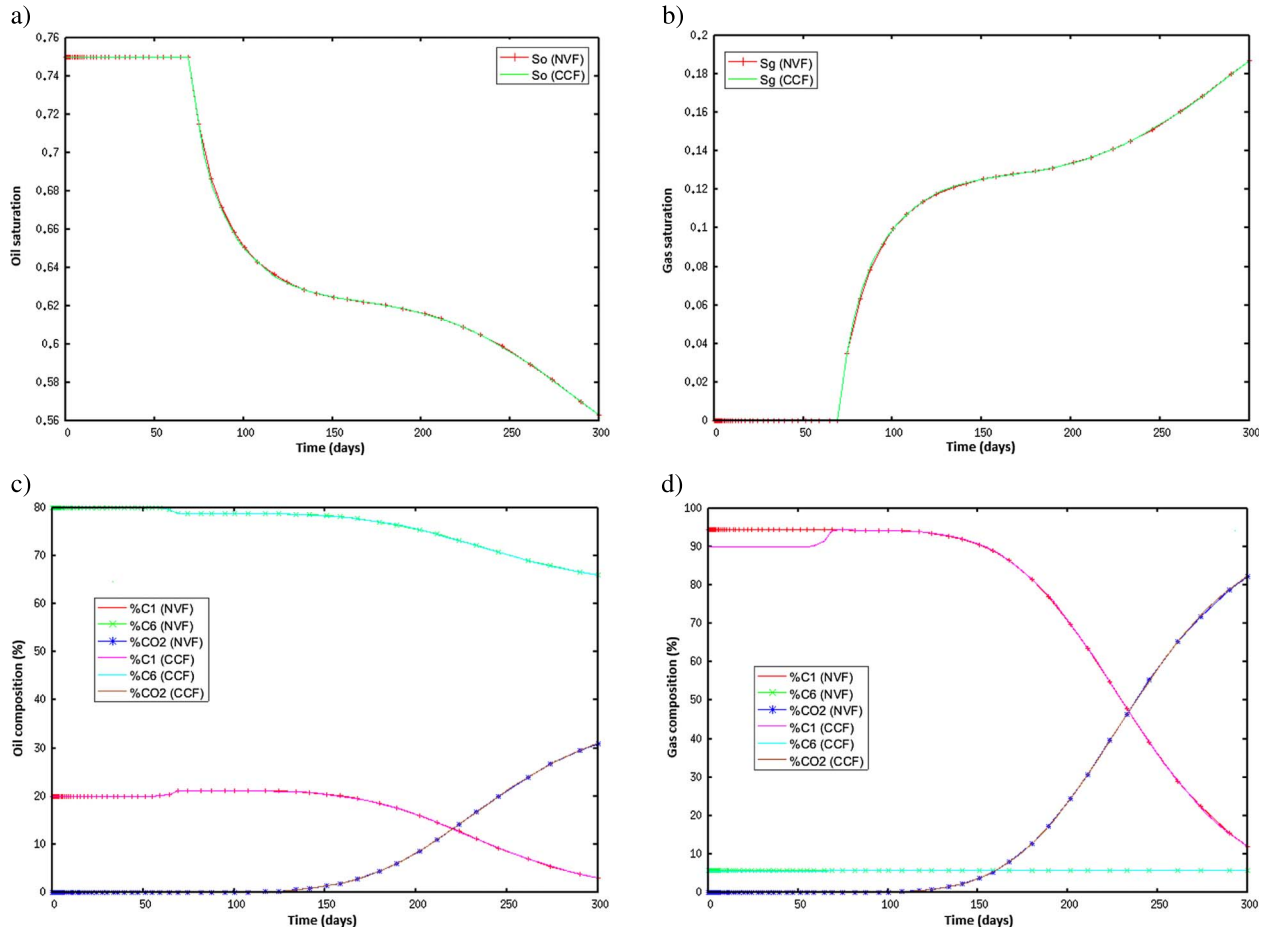 a)
0.76
0.74
0.72
0.7
0.68
0.66
0.64
0.62
0.6
0.58
0.56
Oil saturation
So (NVF)
So (CCF)
0 50 100 150 200 250 300
Time (days)
b)
0.2
0.18
0.16
0.14
0.12
0.1
0.08
0.06
0.04
0.02
0
Gas saturation
Sg (NVF)
Sg (CCF)
0 50 100 150 200 250 300
Time (days)
c)
80
70
60
50
40
30
20
10
0
Oil composition (%)
%C1 (NVF)
%C6 (NVF)
%CO2 (NVF)
%C1 (CCF)
%C6 (CCF)
%CO2 (CCF)
0 50 100 150 200 250 300
Time (days)
d)
100
90
80
70
60
50
40
30
20
10
0
Gas composition (%)
%C1 (NVF)
%C6 (NVF)
%CO2 (NVF)
%C1 (CCF)
%C6 (CCF)
%CO2 (CCF)
0 50 100 150 200 250 300
Time (days)